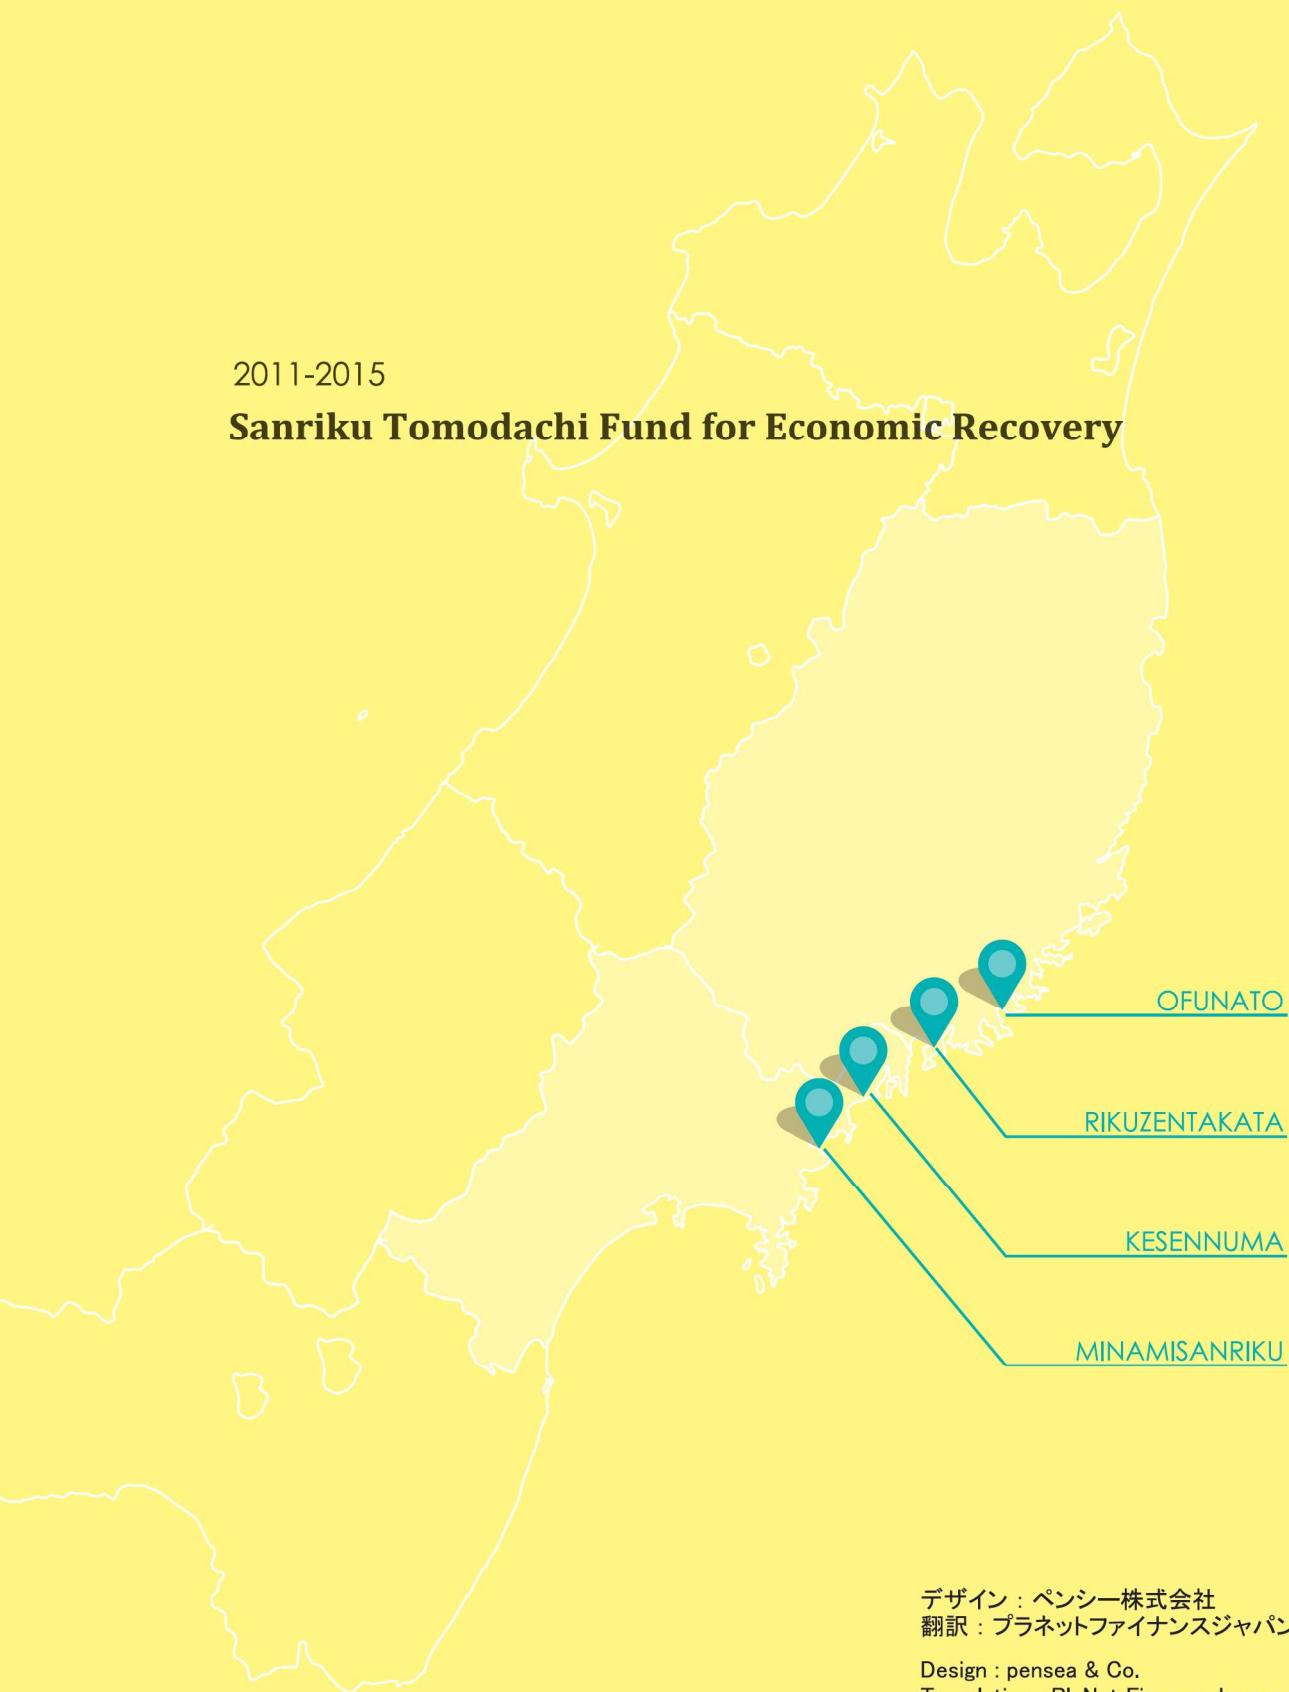 2011-2015
Sanriku Tomodachi Fund for Economic Recovery
OFUNATO
RIKUZENTAKATA
KESENNUMA
MINAMISANRIKU
デザイン：ペンシー株式会社
翻訳：プラネットファイナンスジャパン
Design : pensea & Co.